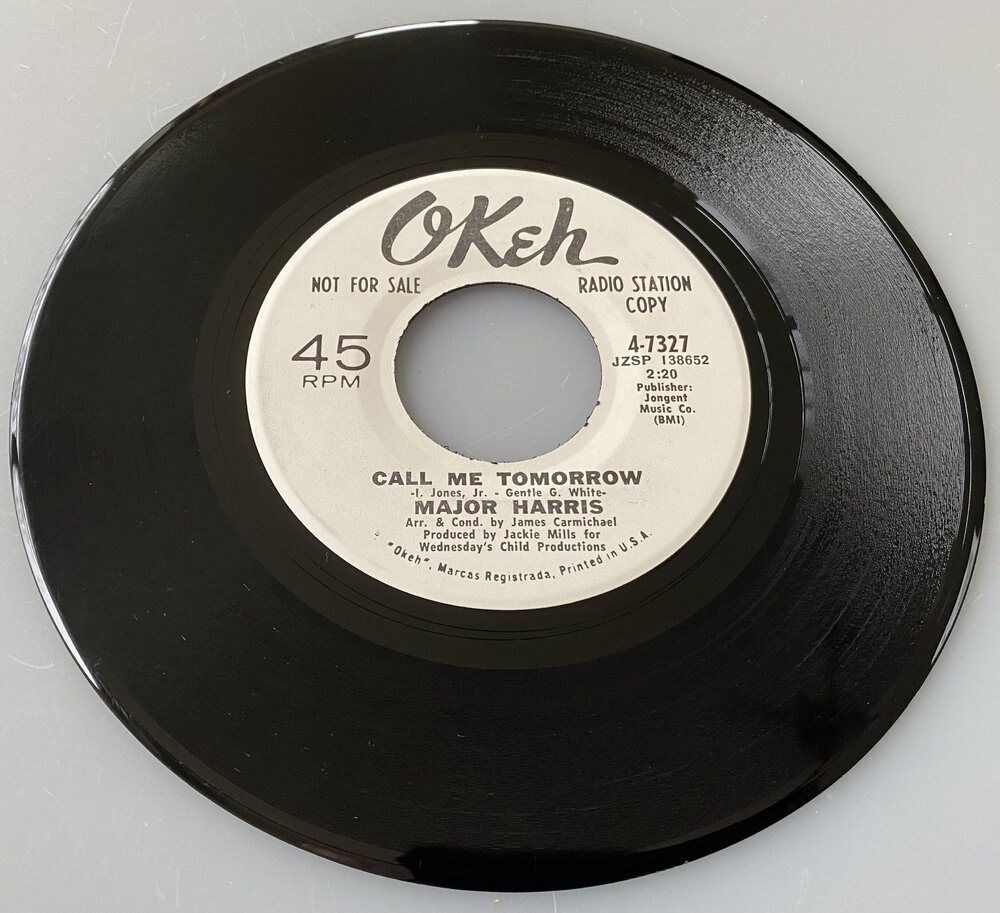 OKeh
NOT FOR SALE
RADIO STATION
COPY
45
RPM
4-7327
JZSP 138652
2:20
Publisher:
Jongent
Music Co.
(BMI)
CALL ME TOMORROW
-I. Jones, Jr. - Gentle G. White-
MAJOR HARRIS
Arr. & Cond. by James Carmichael
Produced by Jackie Mills for
Wednesday's Child Productions
"Okeh", Marcas Registrada, Printed in U.S.A.